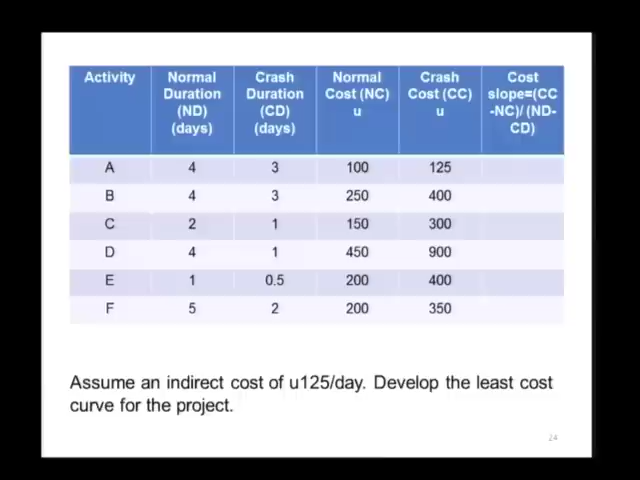 Activity Normal Duration (ND) (days) Crash Duration (CD) (days) Normal Cost (NC) u Crash Cost (CC) u Cost slope=(CC -NC)/ (ND- CD)
A 4 3 100 125
B 4 3 250 400
C 2 1 150 300
D 4 1 450 900
E 1 0.5 200 400
F 5 2 200 350
Assume an indirect cost of u125/day. Develop the least cost
curve for the project.
24